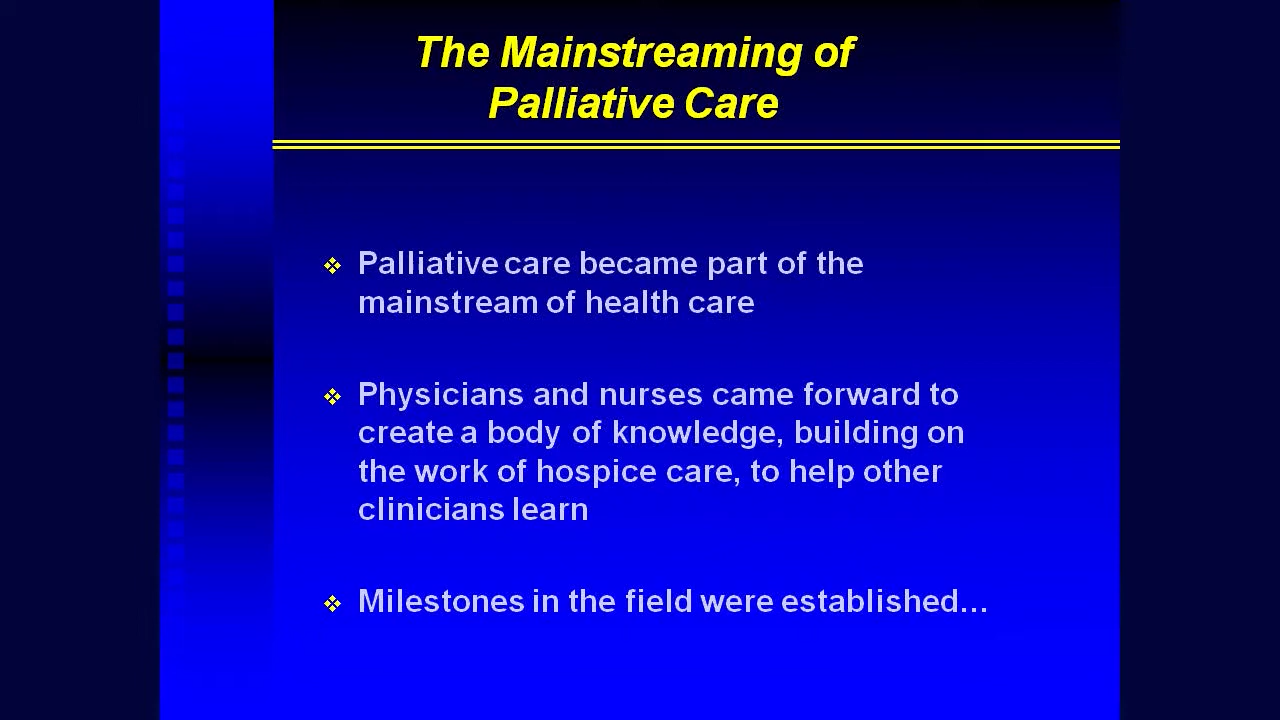 The Mainstreaming of
Palliative Care
Palliative care became part of the
mainstream of health care
Physicians and nurses came forward to
create a body of knowledge, building on
the work of hospice care, to help other
clinicians learn
Milestones in the field were established...